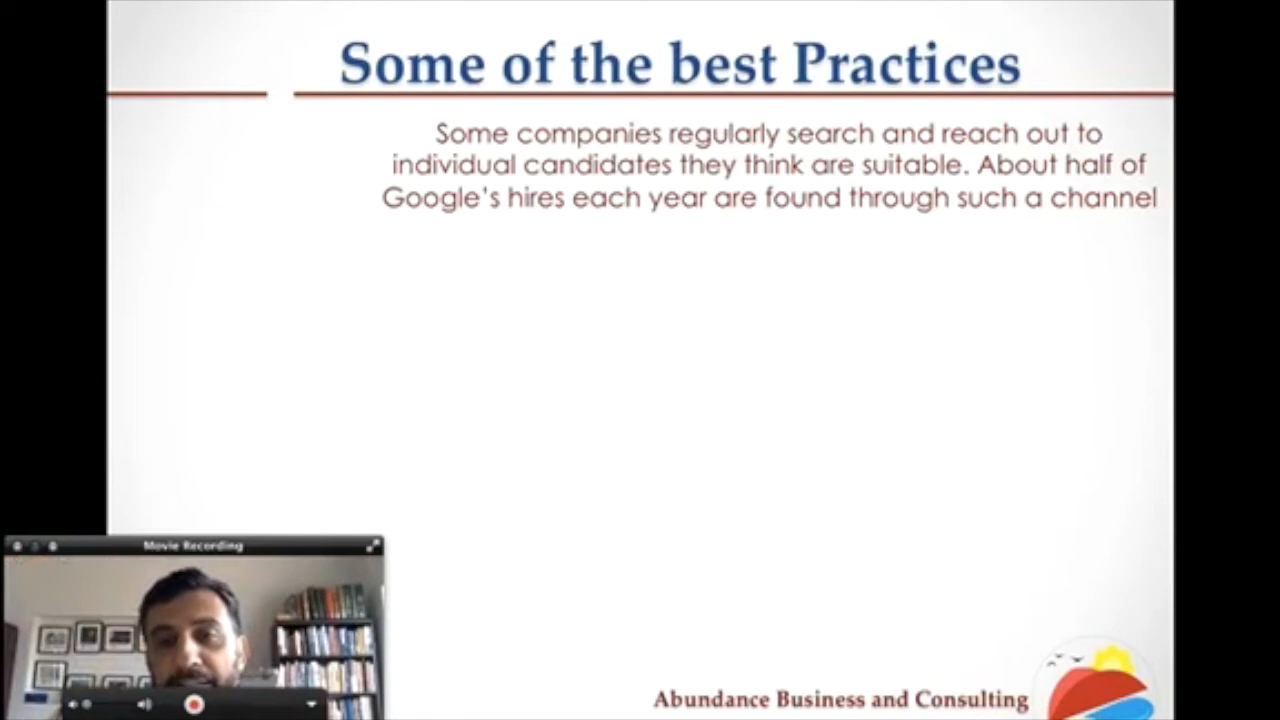 Some of the best Practices
Some companies regularly search and reach out to
individual candidates they think are suitable. About half of
Google’s hires each year are found through such a channel
Movie Recording
Abundance Business and Consulting